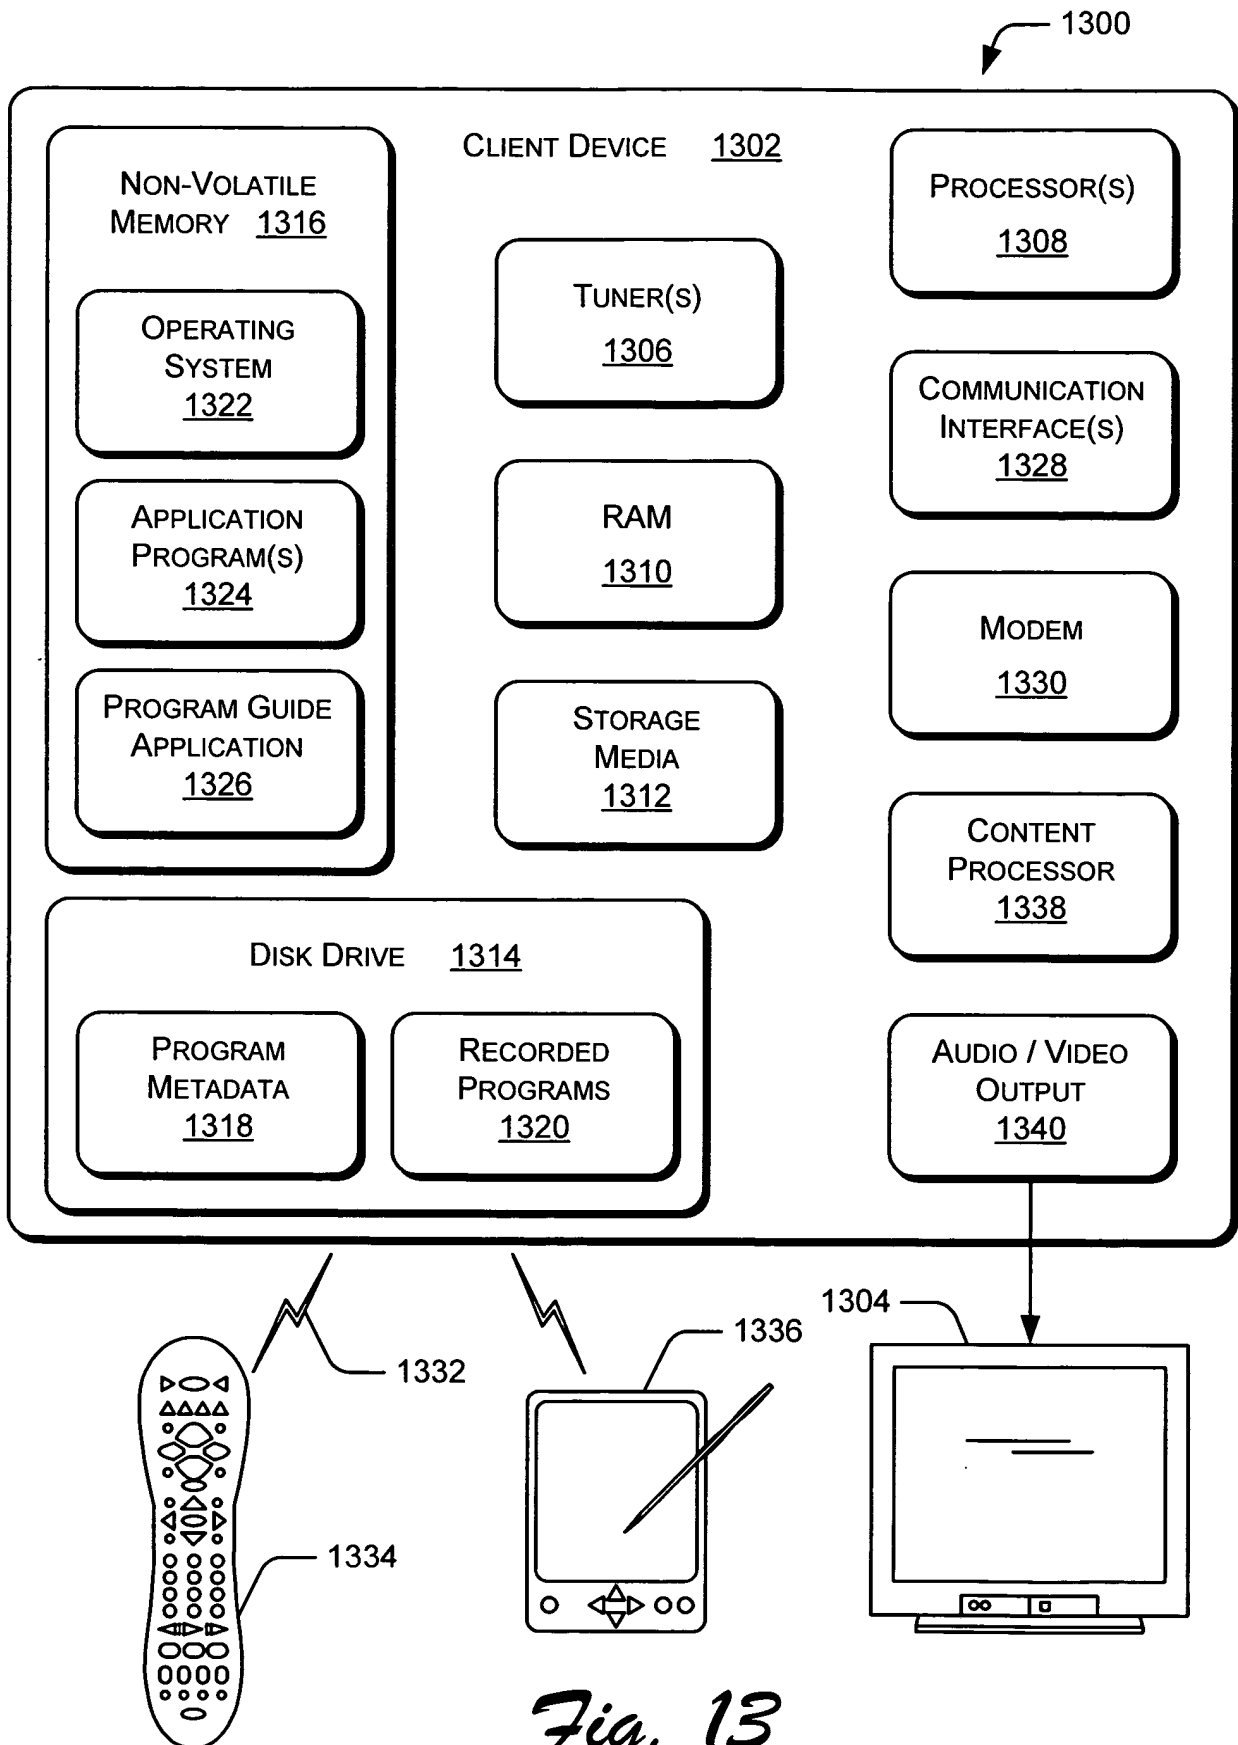 1300
CLIENT DEVICE 1302
NON-VOLATILE
MEMORY 1316
OPERATING
SYSTEM
1322
APPLICATION
PROGRAM(S)
1324
PROGRAM GUIDE
APPLICATION
1326
TUNER(S)
1306
RAM
1310
STORAGE
MEDIA
1312
PROCESSOR(S)
1308
COMMUNICATION
INTERFACE(S)
1328
MODEM
1330
CONTENT
PROCESSOR
1338
AUDIO / VIDEO
OUTPUT
1340
DISK DRIVE 1314
PROGRAM
METADATA
1318
RECORDED
PROGRAMS
1320
1332
1334
1336
1304
Fig. 13